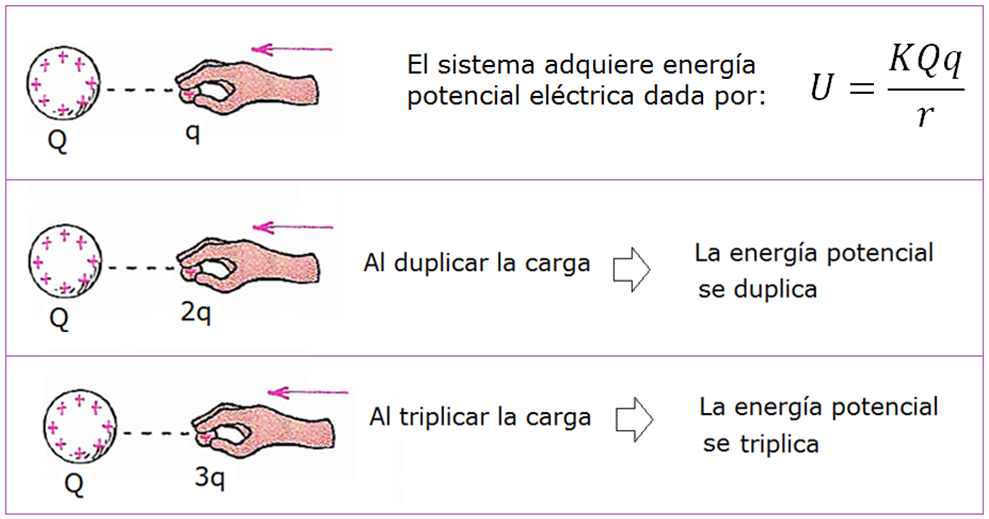 El sistema adquiere energía
potencial eléctrica dada por:
U = KQq / r
Q
q
Al duplicar la carga
La energía potencial
se duplica
Q
2q
Al triplicar la carga
La energía potencial
se triplica
Q
3q